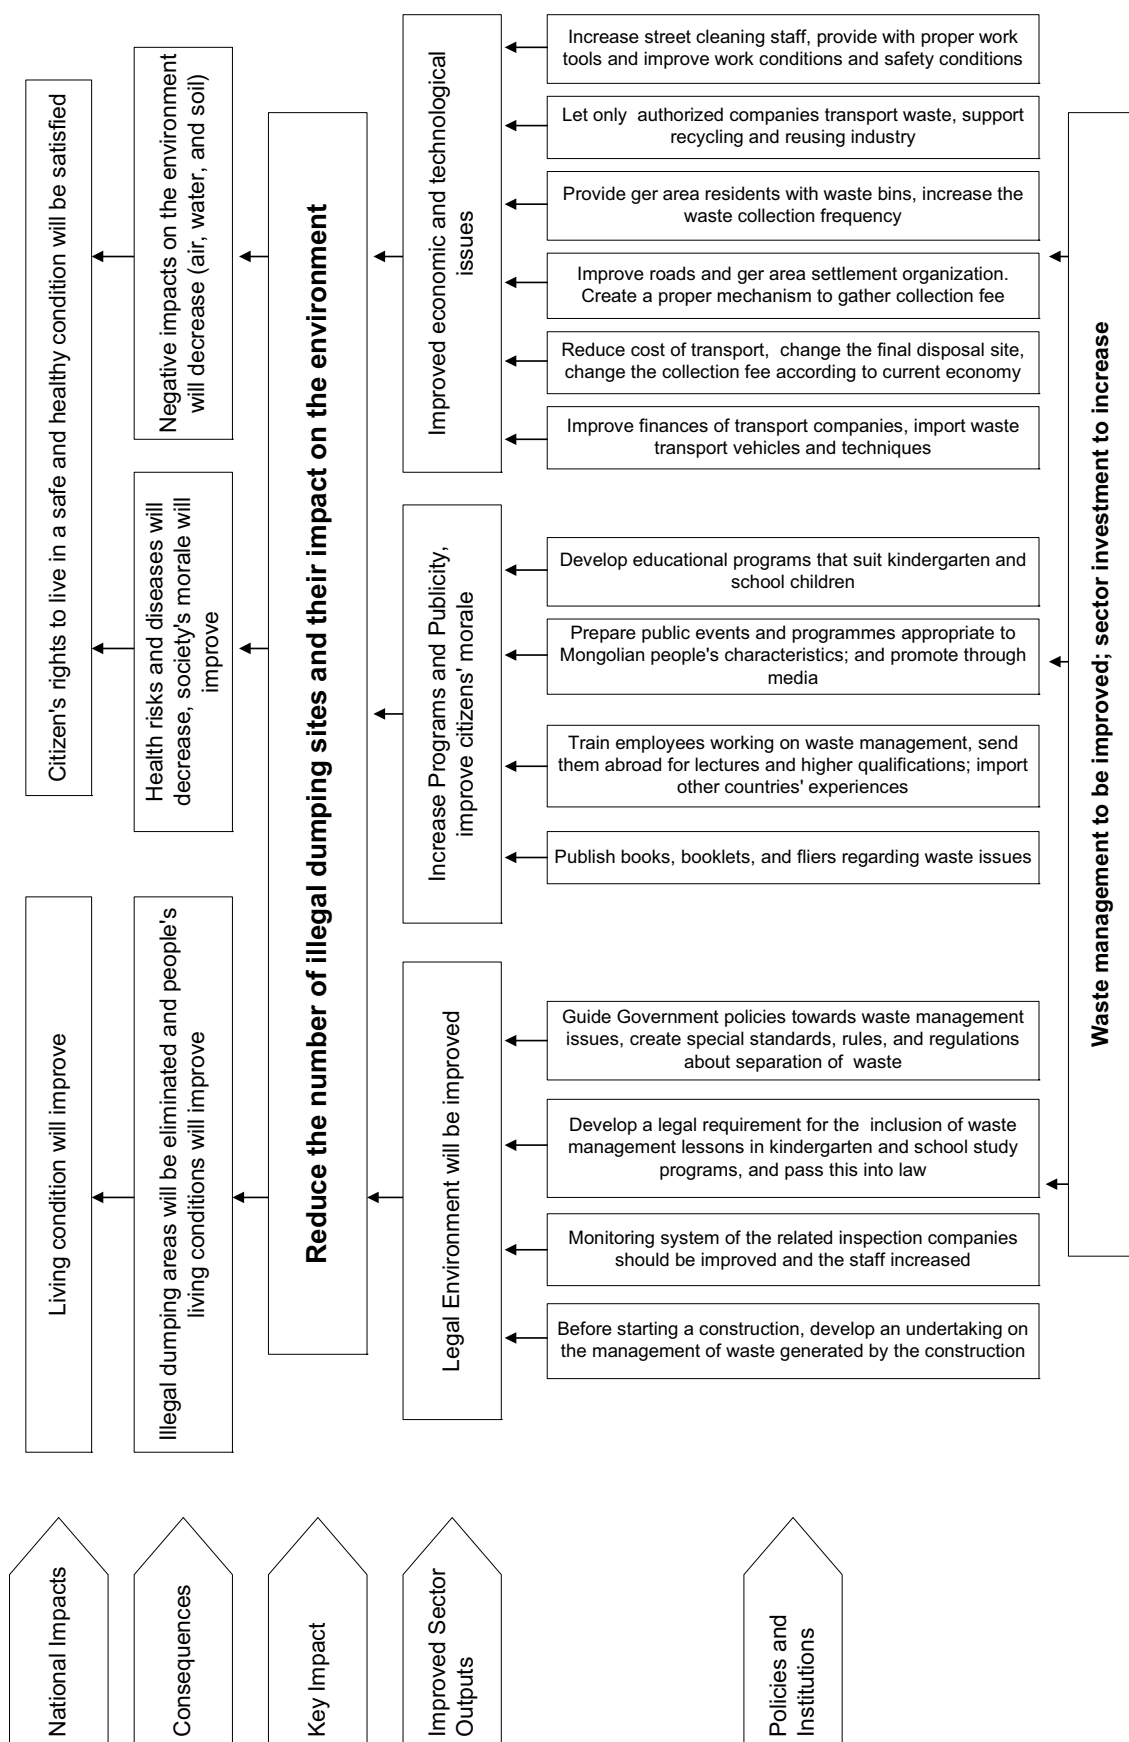 National Impacts
Living condition will improve
Citizen's rights to live in a safe and healthy condition will be satisfied
Consequences
Illegal dumping areas will be eliminated and people's
living conditions will improve
Health risks and diseases will
decrease, society's morale will
improve
Negative impacts on the environment
will decrease (air, water, and soil)
Key Impact
Reduce the number of illegal dumping sites and their impact on the environment
Improved Sector
Outputs
Legal Environment will be improved
Increase Programs and Publicity,
improve citizens' morale
Improved economic and technological
issues
Policies and
Institutions
Before starting a construction, develop an undertaking on
the management of waste generated by the construction
Monitoring system of the related inspection companies
should be improved and the staff increased
Develop a legal requirement for the inclusion of waste
management lessons in kindergarten and school study
programs, and pass this into law
Guide Government policies towards waste management
issues, create special standards, rules, and regulations
about separation of waste
Publish books, booklets, and fliers regarding waste issues
Train employees working on waste management, send
them abroad for lectures and higher qualifications; import
other countries' experiences
Prepare public events and programmes appropriate to
Mongolian people's characteristics; and promote through
media
Develop educational programs that suit kindergarten and
school children
Improve finances of transport companies, import waste
transport vehicles and techniques
Reduce cost of transport, change the final disposal site,
change the collection fee according to current economy
Improve roads and ger area settlement organization.
Create a proper mechanism to gather collection fee
Provide ger area residents with waste bins, increase the
waste collection frequency
Let only authorized companies transport waste, support
recycling and reusing industry
Increase street cleaning staff, provide with proper work
tools and improve work conditions and safety conditions
Waste management to be improved; sector investment to increase